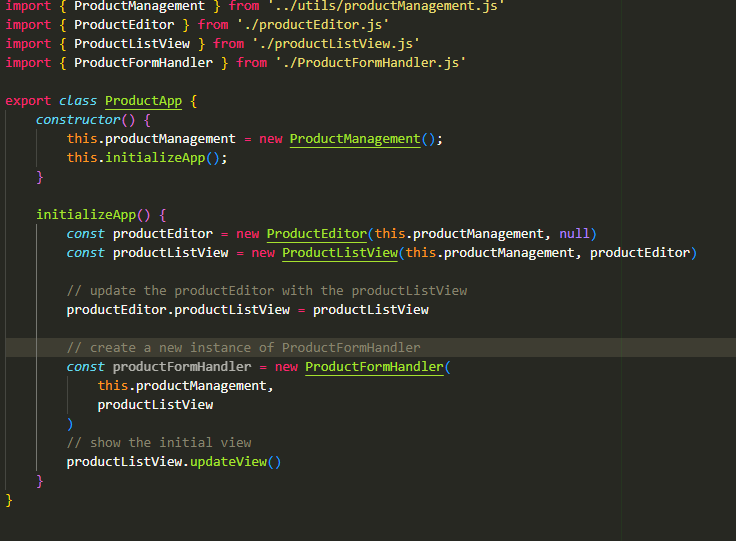 import { ProductManagement } from '../utils/productManagement.js'
import { ProductEditor } from './productEditor.js'
import { ProductListView } from './productListView.js'
import { ProductFormHandler } from './ProductFormHandler.js'

export class ProductApp {
    constructor() {
        this.productManagement = new ProductManagement();
        this.initializeApp();
    }

    initializeApp() {
        const productEditor = new ProductEditor(this.productManagement, null)
        const productListView = new ProductListView(this.productManagement, productEditor)

        // update the productEditor with the productListView
        productEditor.productListView = productListView

        // create a new instance of ProductFormHandler
        const productFormHandler = new ProductFormHandler(
            this.productManagement,
            productListView
        )
        // show the initial view
        productListView.updateView()
    }
}